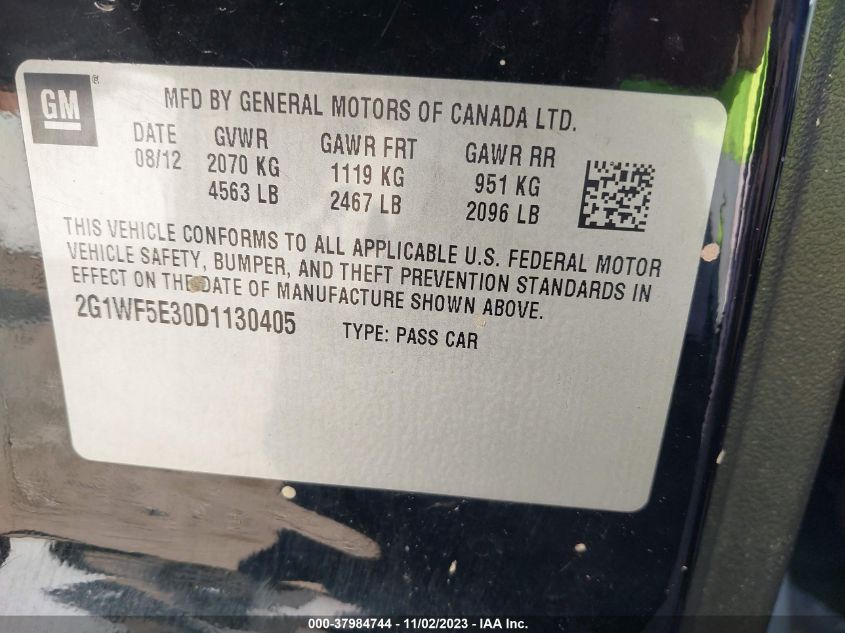 GM ®
MFD BY GENERAL MOTORS OF CANADA LTD.
DATE GVWR GAWR FRT GAWR RR
08/12 2070 KG 1119 KG 951 KG
4563 LB 2467 LB 2096 LB
THIS VEHICLE CONFORMS TO ALL APPLICABLE U.S. FEDERAL MOTOR
VEHICLE SAFETY, BUMPER, AND THEFT PREVENTION STANDARDS IN
EFFECT ON THE DATE OF MANUFACTURE SHOWN ABOVE.
2G1WF5E30D1130405 TYPE: PASS CAR
000-37984744 - 11/02/2023 - IAA Inc.